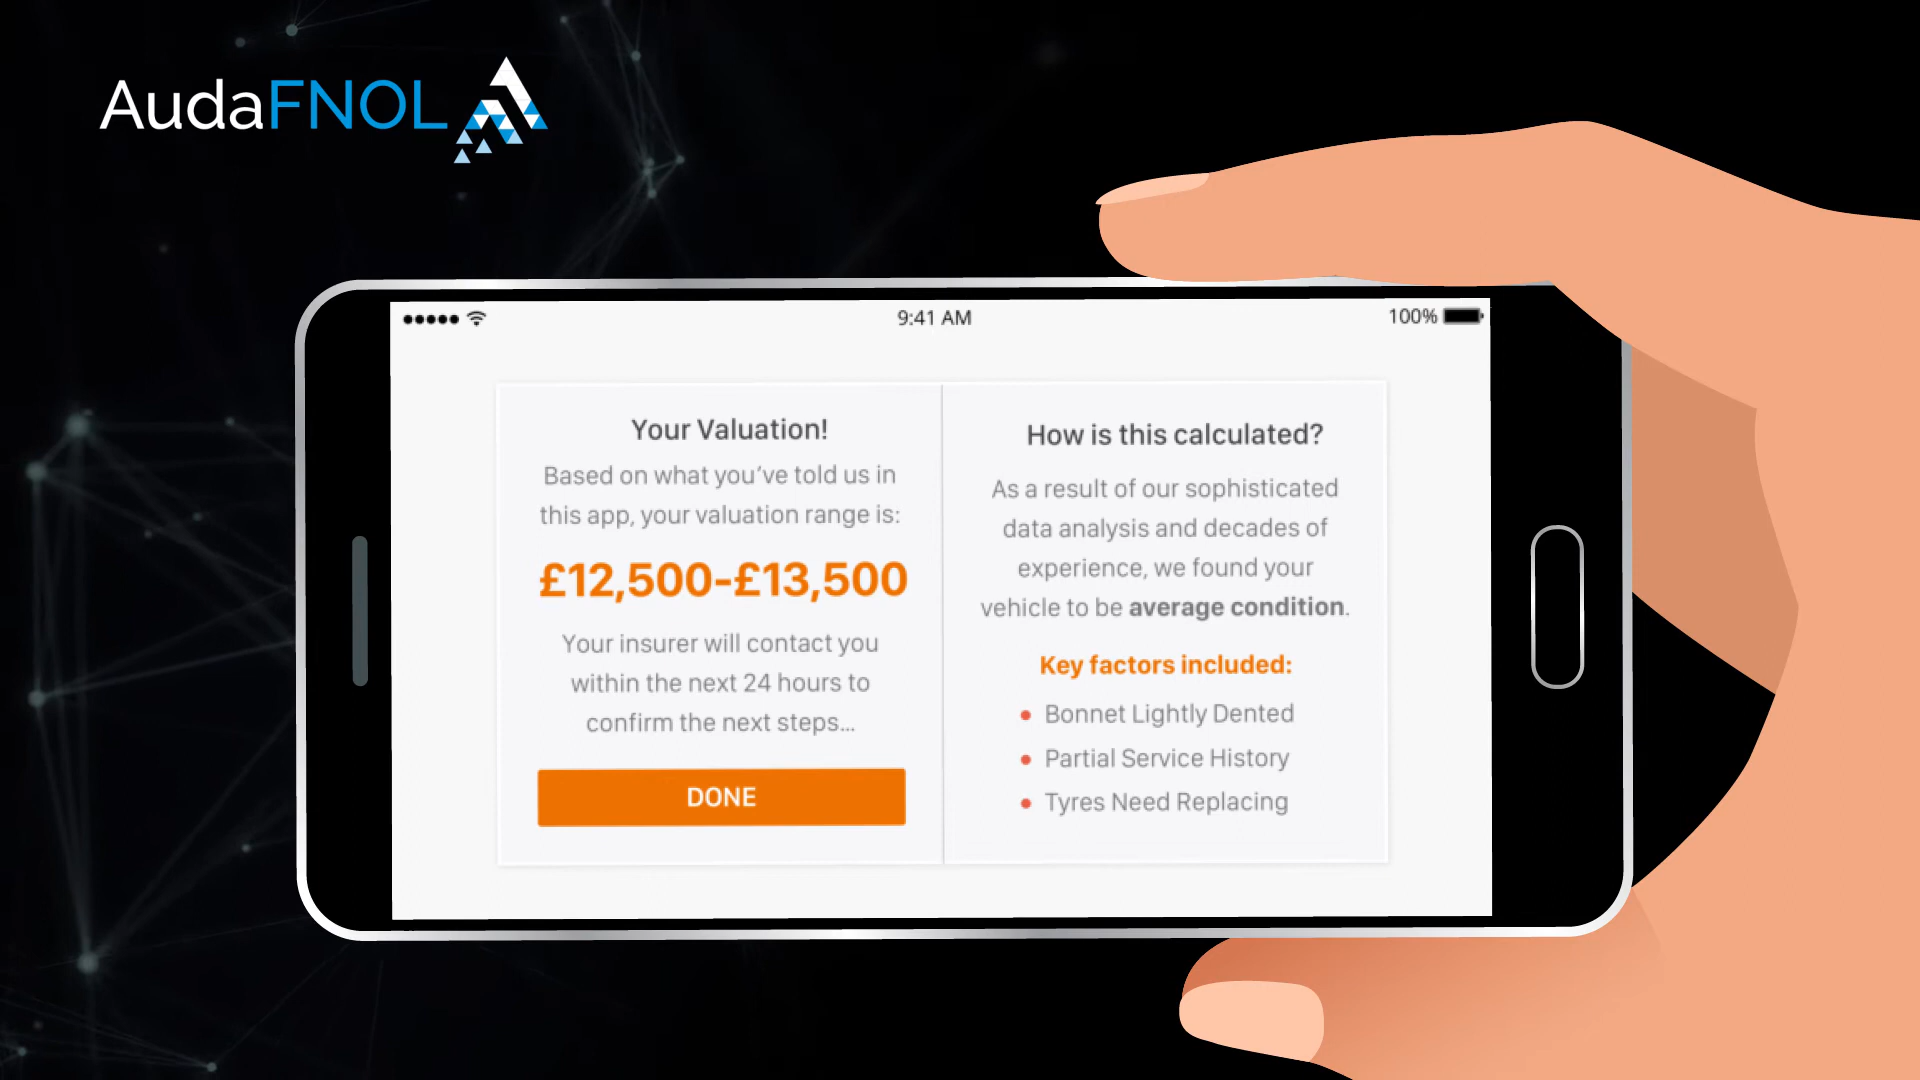 AudaFNOL
9:41 AM
100%
Your Valuation!
Based on what you've told us in
this app, your valuation range is:
£12,500-£13,500
Your insurer will contact you
within the next 24 hours to
confirm the next steps...
DONE
How is this calculated?
As a result of our sophisticated
data analysis and decades of
experience, we found your
vehicle to be average condition.
Key factors included:
• Bonnet Lightly Dented
• Partial Service History
• Tyres Need Replacing